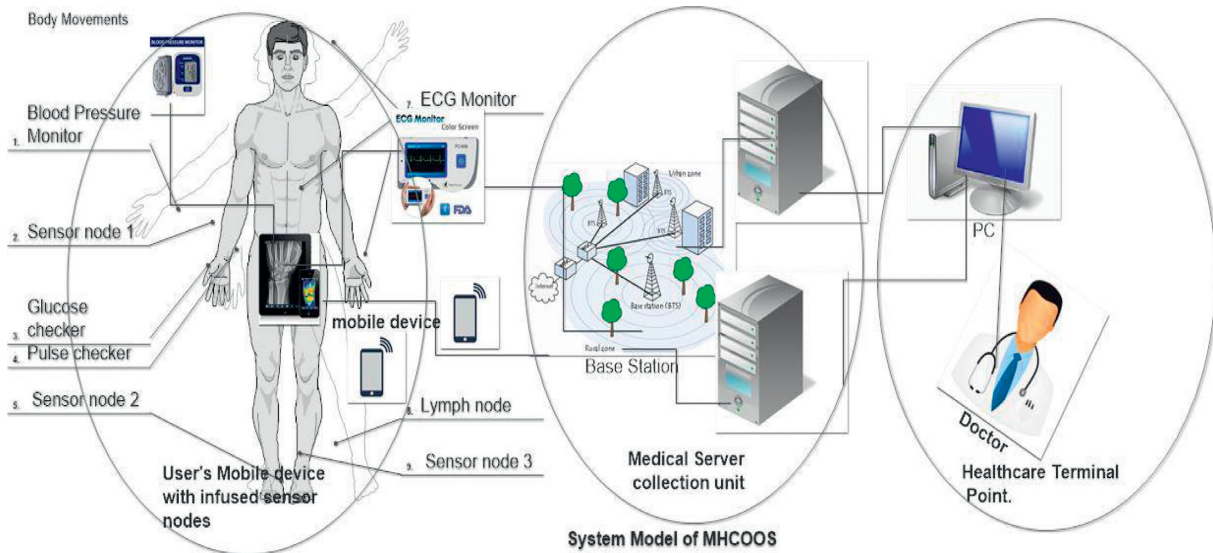 Body Movements
BLOOD PRESSURE MONITOR
Blood Pressure
1. Monitor
2. Sensor node 1
Glucose
3. checker
4. Pulse checker
5. Sensor node 2
7. ECG Monitor
ECG Monitor
Color Screen
FDA
mobile device
8. Lymph node
9. Sensor node 3
User's Mobile device
with infused sensor
nodes
Urban zone
BTS
BTS
Internet
Base station (BTS)
Rural zone
Base Station
Medical Server
collection unit
System Model of MHCOOS
PC
Doctor
Healthcare Terminal
Point.